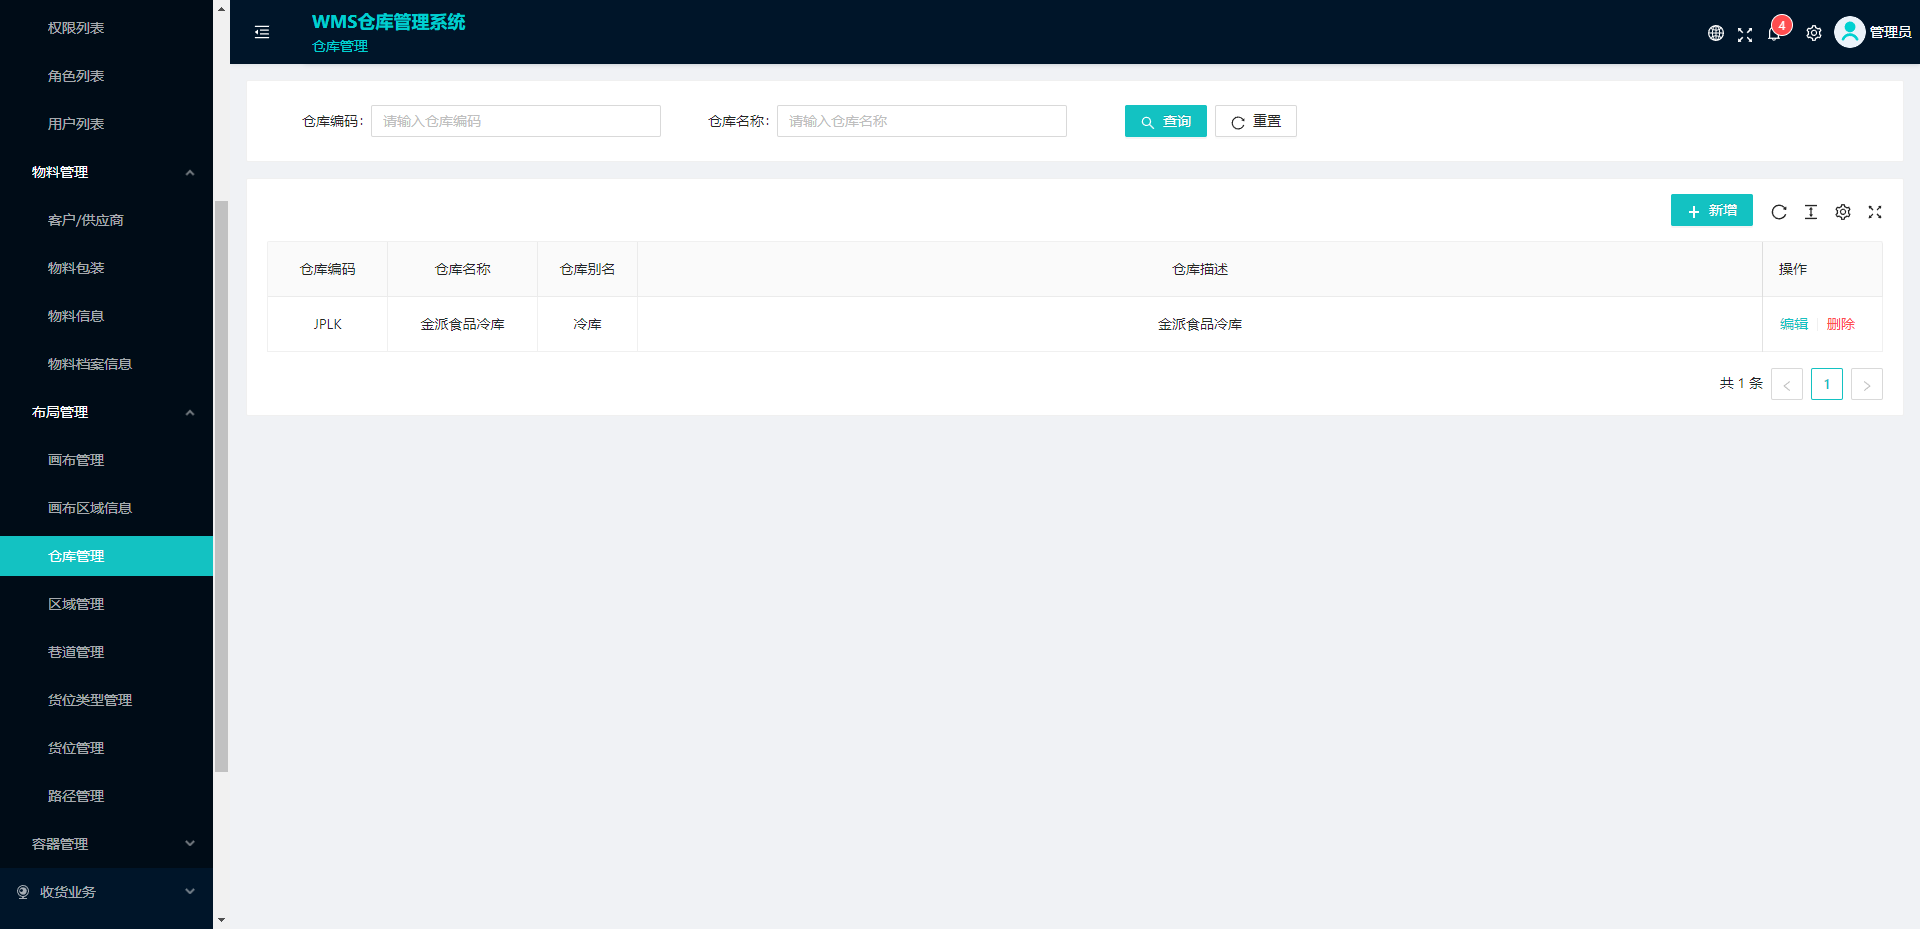 权限列表
角色列表
用户列表
物料管理
客户/供应商
物料包装
物料信息
物料档案信息
布局管理
画布管理
画布区域信息
仓库管理
区域管理
巷道管理
货位类型管理
货位管理
路径管理
容器管理
收货业务
WMS仓库管理系统
仓库管理
4
管理员
仓库编码： 请输入仓库编码 仓库名称： 请输入仓库名称 查询 重置
新增
仓库编码 仓库名称 仓库别名 仓库描述 操作
JPLK 金派食品冷库 冷库 金派食品冷库 编辑 删除
共 1 条 < 1 >